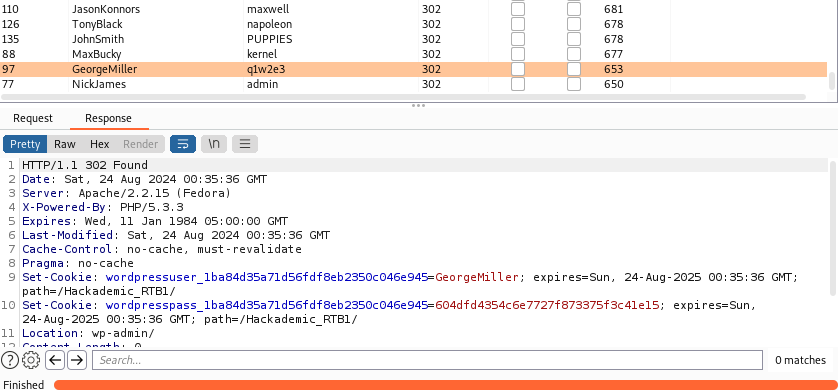 110 JasonKonnors maxwell 302 681
126 TonyBlack napoleon 302 678
135 JohnSmith PUPPIES 302 678
88 MaxBucky kernel 302 677
97 GeorgeMiller q1w2e3 302 653
77 NickJames admin 302 650
Request Response
Pretty Raw Hex Render \n
1 HTTP/1.1 302 Found
2 Date: Sat, 24 Aug 2024 00:35:36 GMT
3 Server: Apache/2.2.15 (Fedora)
4 X-Powered-By: PHP/5.3.3
5 Expires: Wed, 11 Jan 1984 05:00:00 GMT
6 Last-Modified: Sat, 24 Aug 2024 00:35:36 GMT
7 Cache-Control: no-cache, must-revalidate
8 Pragma: no-cache
9 Set-Cookie: wordpressuser_1ba84d35a71d56fdf8eb2350c046e945=GeorgeMiller; expires=Sun, 24-Aug-2025 00:35:36 GMT;
path=/Hackademic_RTB1/
10 Set-Cookie: wordpresspass_1ba84d35a71d56fdf8eb2350c046e945=604dfd4354c6e7727f873375f3c41e15; expires=Sun,
24-Aug-2025 00:35:36 GMT; path=/Hackademic_RTB1/
11 Location: wp-admin/
12 Content-Length: 0
Search... 0 matches
Finished